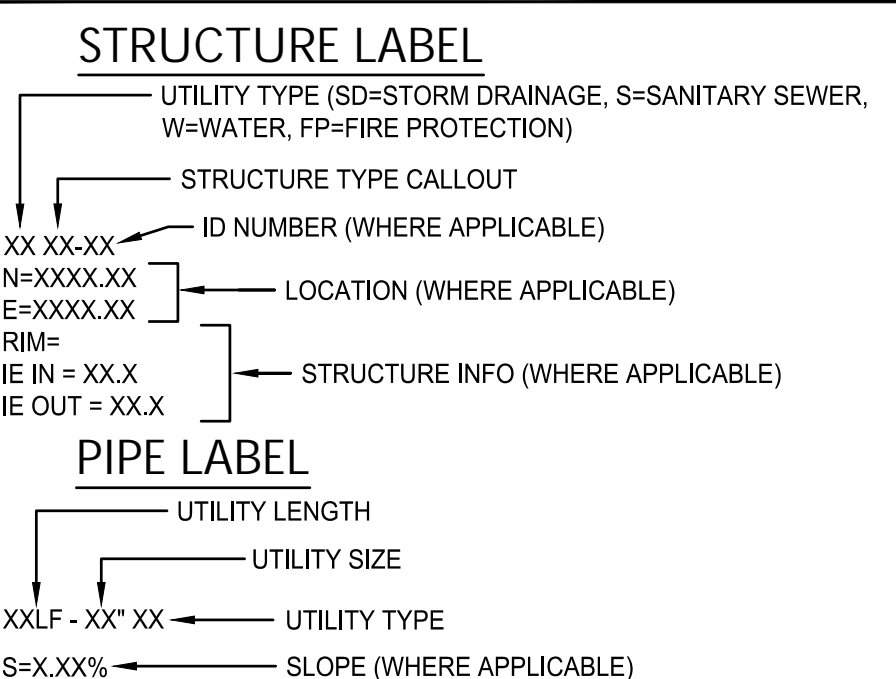 STRUCTURE LABEL
UTILITY TYPE (SD=STORM DRAINAGE, S=SANITARY SEWER,
W=WATER, FP=FIRE PROTECTION)
STRUCTURE TYPE CALLOUT
ID NUMBER (WHERE APPLICABLE)
XX XX-XX
N=XXXX.XX
E=XXXX.XX
LOCATION (WHERE APPLICABLE)
RIM=
IE IN = XX.X
IE OUT = XX.X
STRUCTURE INFO (WHERE APPLICABLE)
PIPE LABEL
UTILITY LENGTH
UTILITY SIZE
XXLF - XX" XX UTILITY TYPE
S=X.XX% SLOPE (WHERE APPLICABLE)